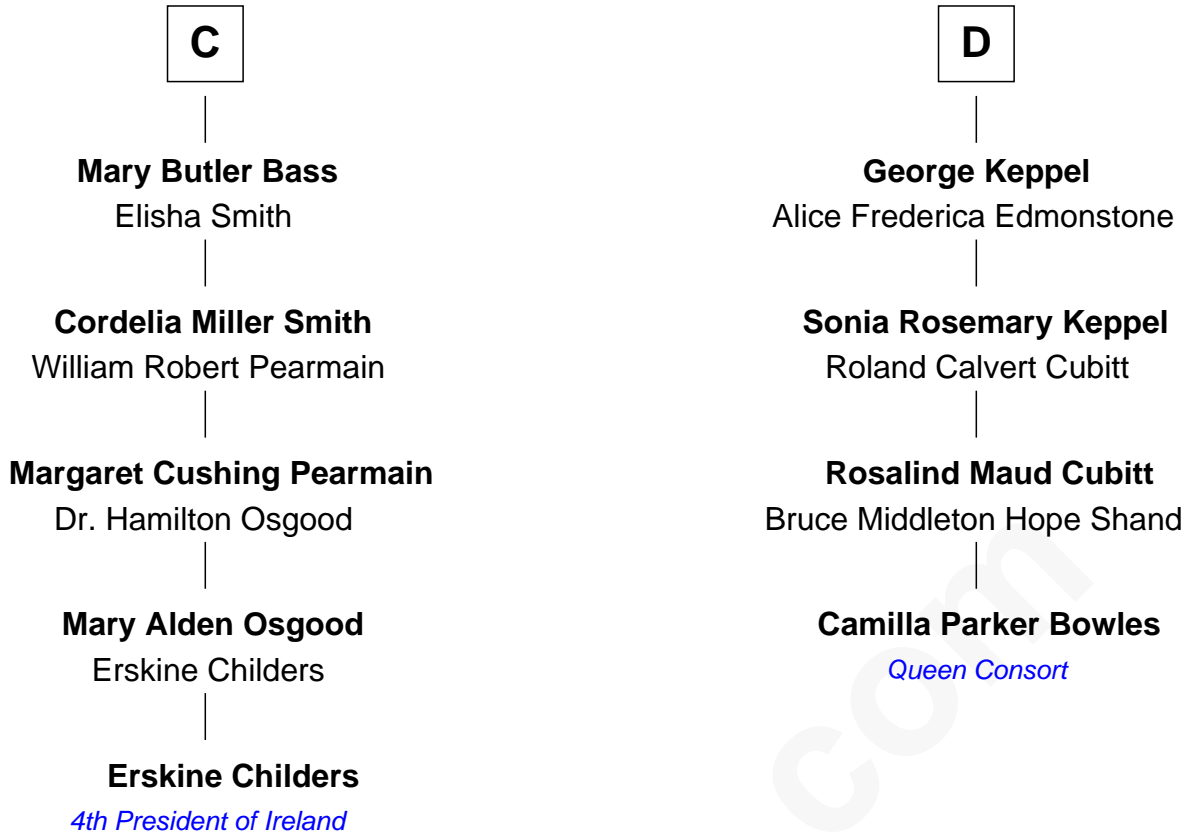 C
Mary Butler Bass
Elisha Smith
Cordelia Miller Smith
William Robert Pearmain
Margaret Cushing Pearmain
Dr. Hamilton Osgood
Mary Alden Osgood
Erskine Childers
Erskine Childers
4th President of Ireland
D
George Keppel
Alice Frederica Edmonstone
Sonia Rosemary Keppel
Roland Calvert Cubitt
Rosalind Maud Cubitt
Bruce Middleton Hope Shand
Camilla Parker Bowles
Queen Consort
com